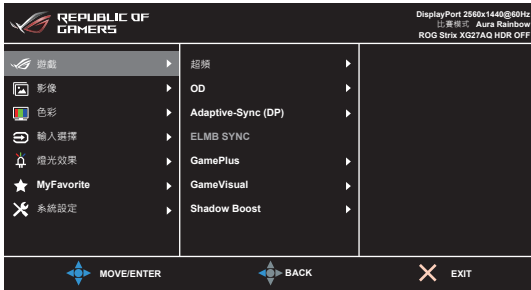 REPUBLIC OF
GAMERS
DisplayPort 2560x1440@60Hz
比賽模式 Aura Rainbow
ROG Strix XG27AQ HDR OFF
遊戲
影像
色彩
輸入選擇
燈光效果
MyFavorite
系統設定
超頻
OD
Adaptive-Sync (DP)
ELMB SYNC
GamePlus
GameVisual
Shadow Boost
MOVE/ENTER
BACK
EXIT